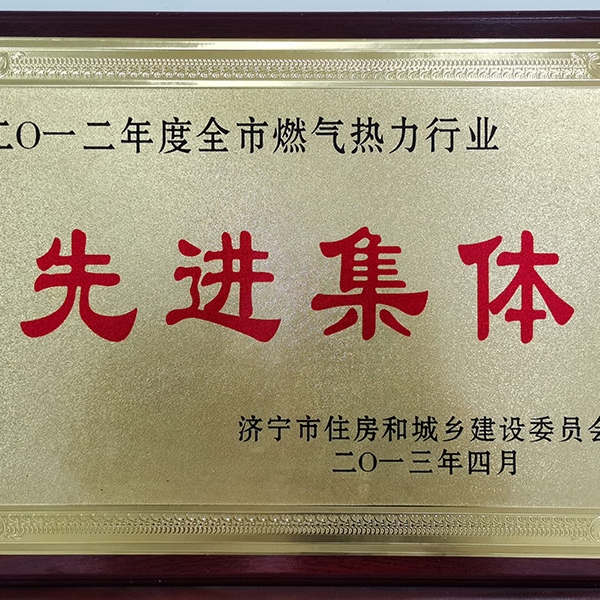 二〇一二年度全市燃气热力行业
先进集体
济宁市住房和城乡建设委员会
二〇一三年四月